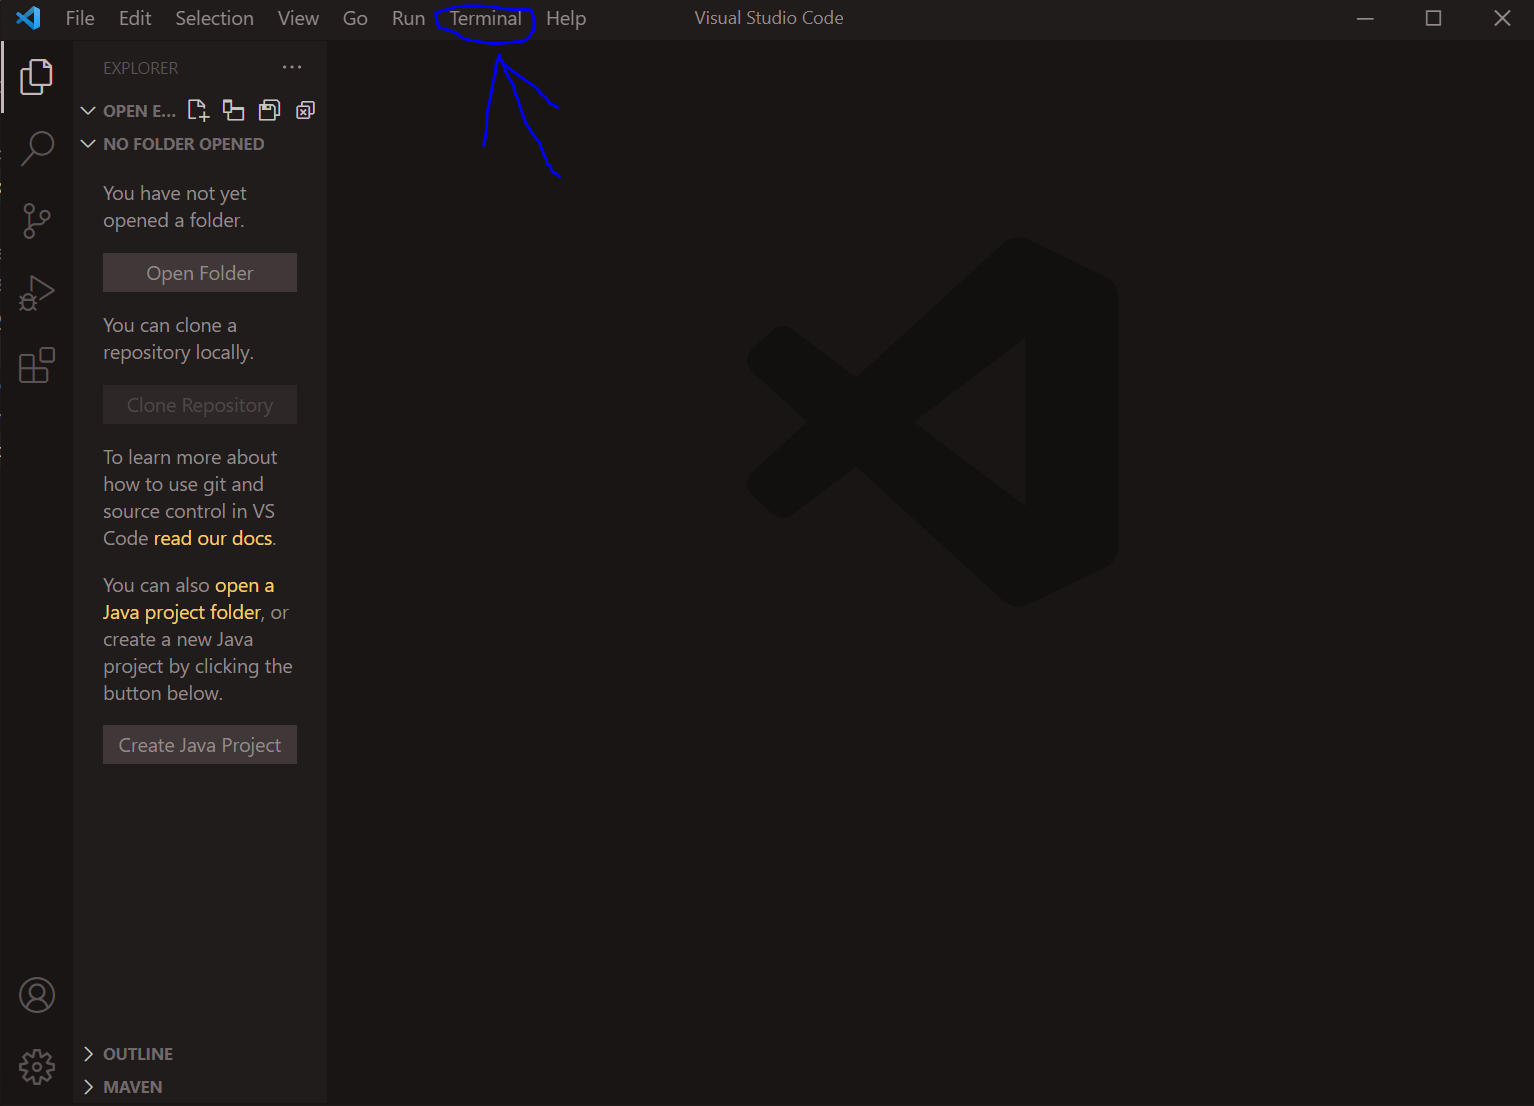 File Edit Selection View Go Run Terminal Help Visual Studio Code
EXPLORER
OPEN E...
NO FOLDER OPENED
You have not yet
opened a folder.
Open Folder
You can clone a
repository locally.
Clone Repository
To learn more about
how to use git and
source control in VS
Code read our docs.
You can also open a
Java project folder, or
create a new Java
project by clicking the
button below.
Create Java Project
OUTLINE
MAVEN